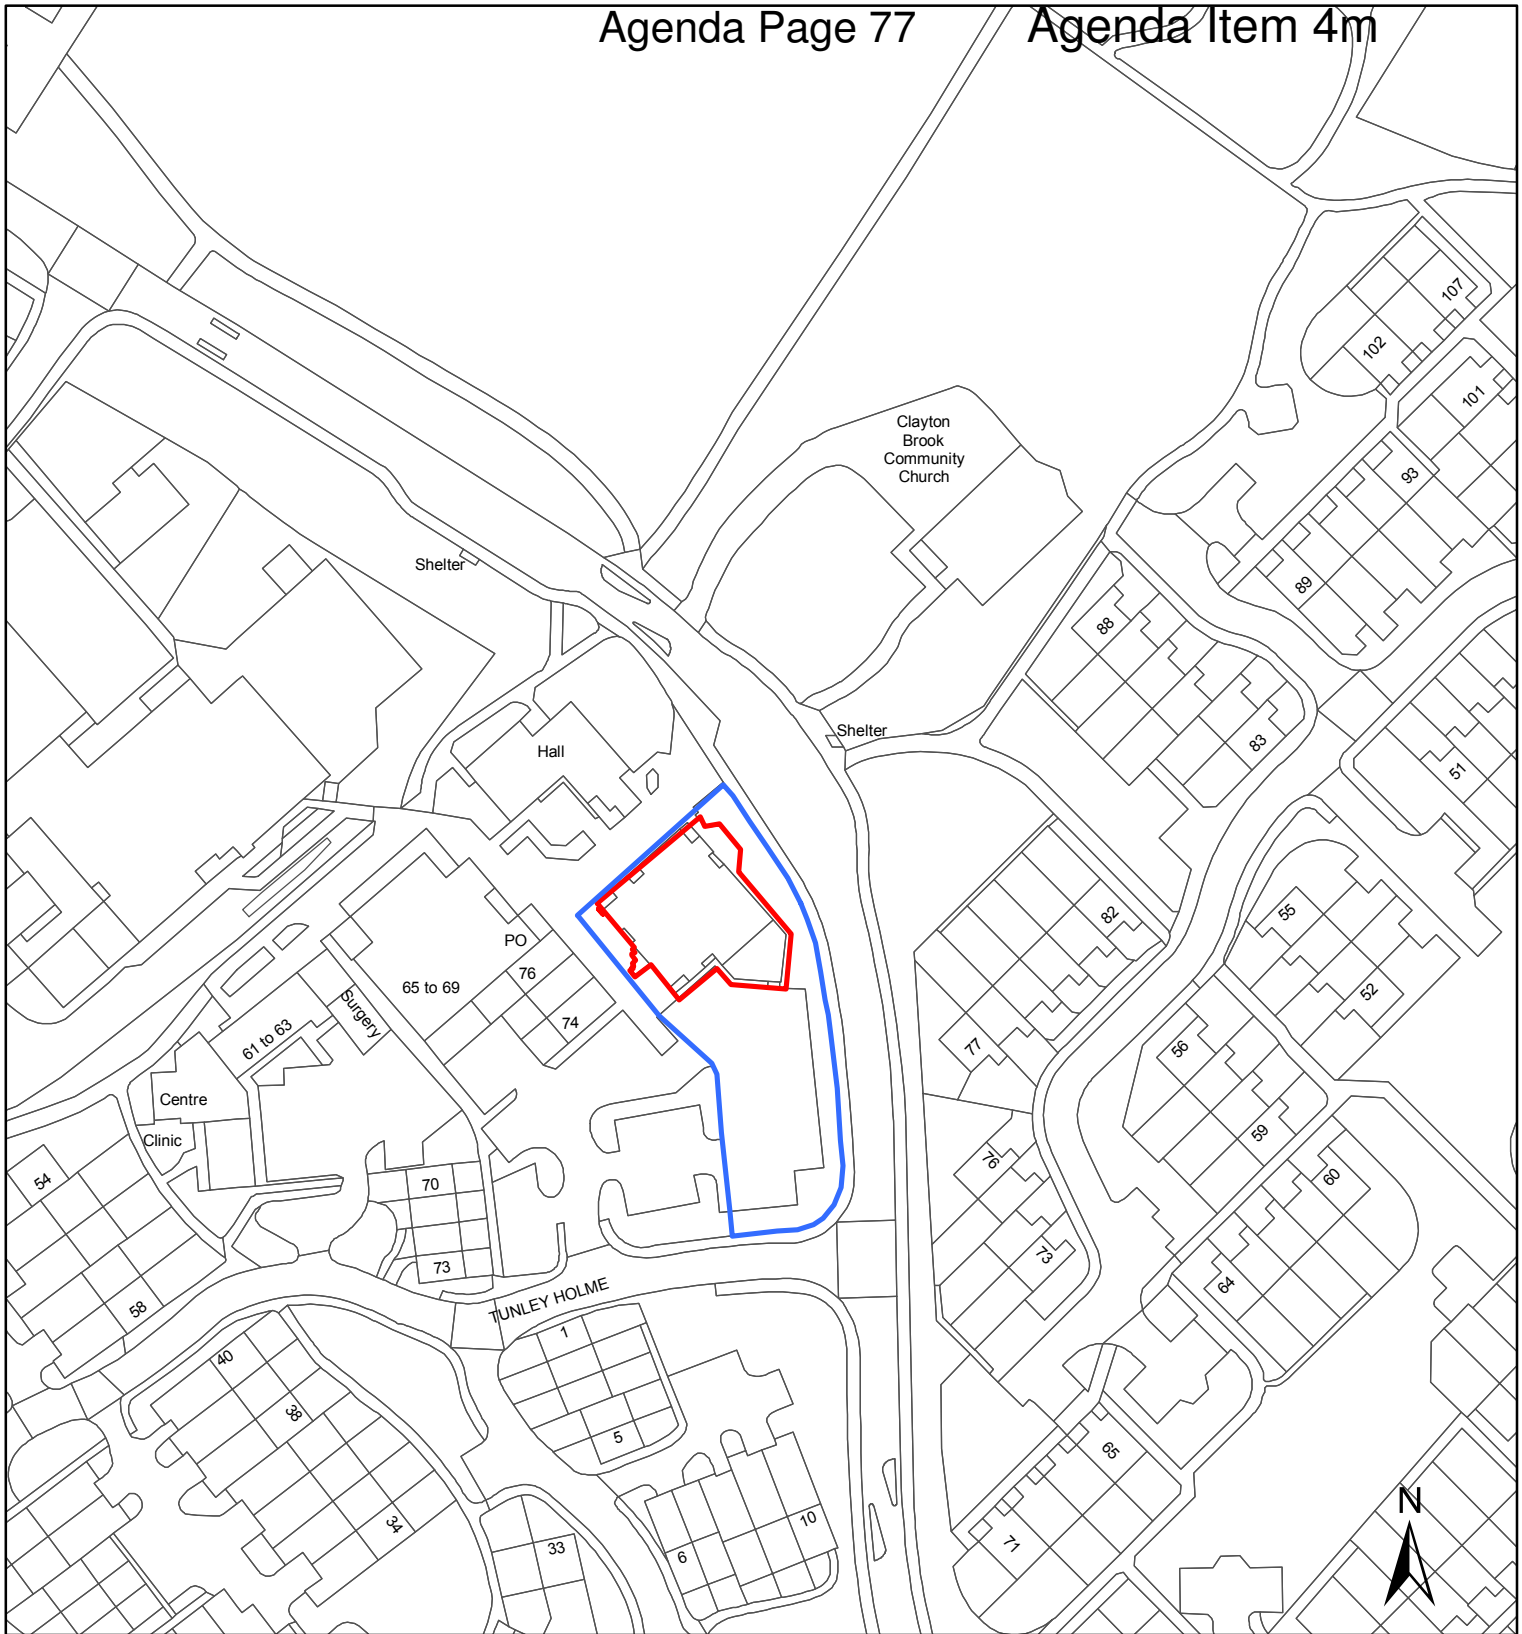 Agenda Page 77
Agenda Item 4m
107
102
101
Clayton
Brook
Community
Church
93
Shelter
89
88
Shelter
83
Hall
51
82
55
PO
76
65 to 69
52
Surgery
74
61 to 63
77
56
Centre
59
Clinic
76
60
54
70
73
73
64
TUNLEY HOLME
58
1
40
38
5
65
N
34
10
71
33
6